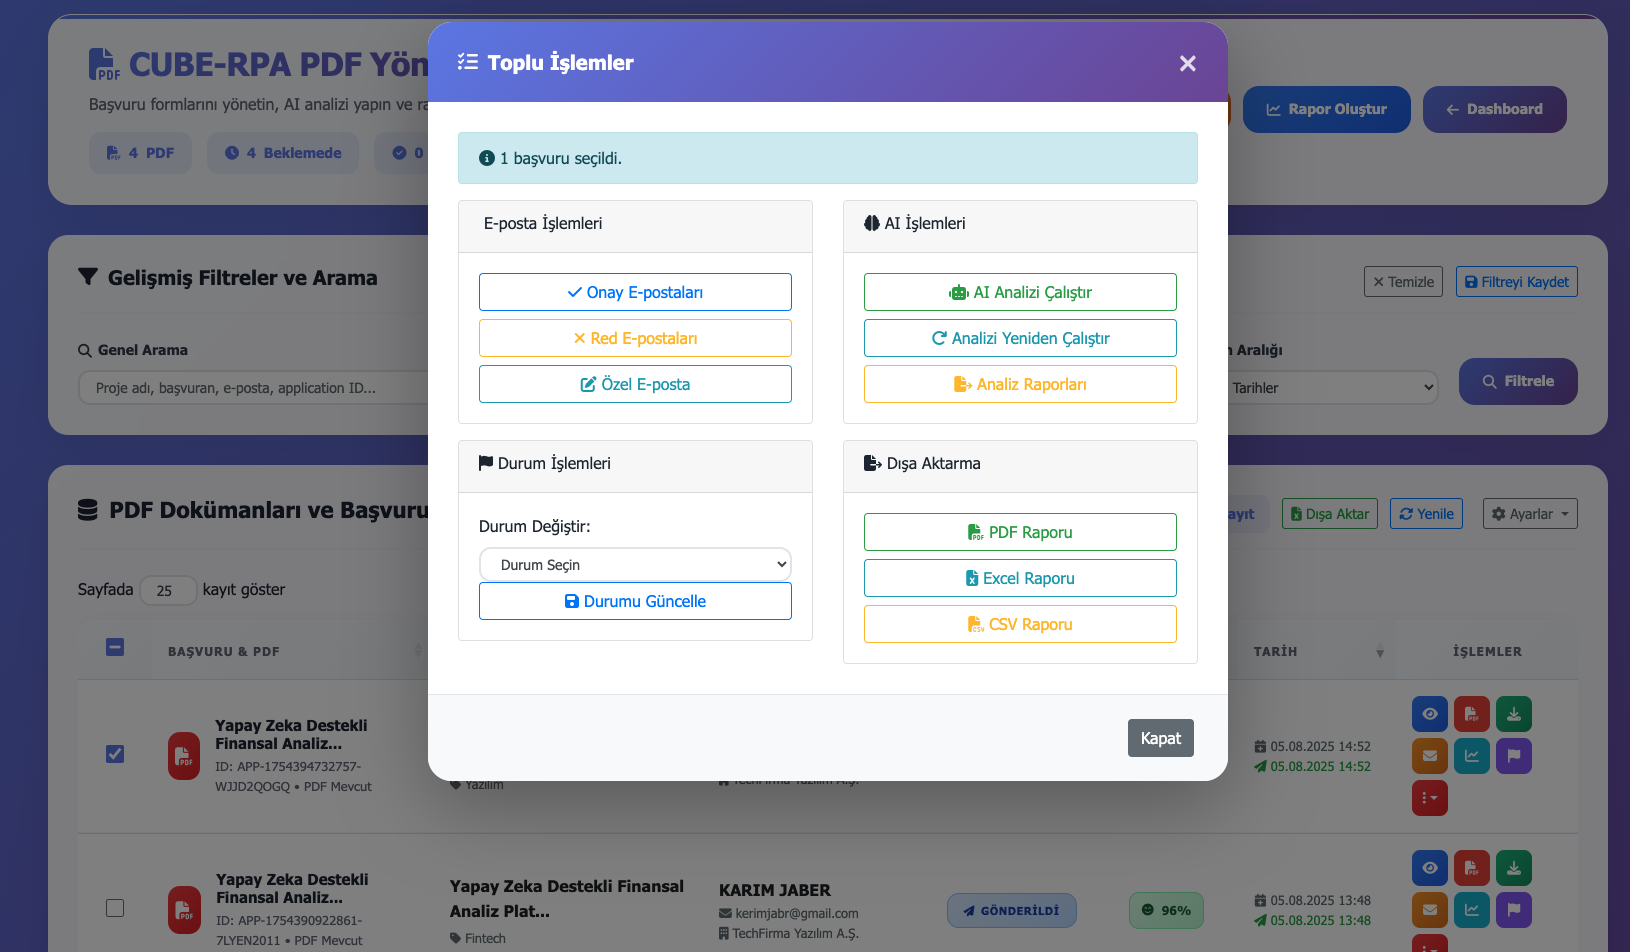 CUBE-RPA PDF Yön
Başvuru formlarını yönetin, AI analizi yapın ve ra
4 PDF
4 Beklemede
0
Rapor Oluştur
Dashboard
Toplu İşlemler
1 başvuru seçildi.
E-posta İşlemleri
Onay E-postaları
Red E-postaları
Özel E-posta
AI İşlemleri
AI Analizi Çalıştır
Analizi Yeniden Çalıştır
Analiz Raporları
Durum İşlemleri
Durum Değiştir:
Durum Seçin
Durumu Güncelle
Dışa Aktarma
PDF Raporu
Excel Raporu
CSV Raporu
Kapat
Gelişmiş Filtreler ve Arama
Temizle
Filtreyi Kaydet
Genel Arama
Proje adı, başvuran, e-posta, application ID...
n Aralığı
Tarihler
Filtrele
PDF Dokümanları ve Başvuru
ayıt
Dışa Aktar
Yenile
Ayarlar
Sayfada 25 kayıt göster
BAŞVURU & PDF
TARİH
İŞLEMLER
Yapay Zeka Destekli
Finansal Analiz...
ID: APP-1754394732757-
WJJD2QOGQ • PDF Mevcut
Yazılım
TechFirma Yazılım A.Ş.
05.08.2025 14:52
05.08.2025 14:52
Yapay Zeka Destekli
Finansal Analiz...
ID: APP-1754390922861-
7LYEN2011 • PDF Mevcut
Yapay Zeka Destekli Finansal
Analiz Plat...
Fintech
KARIM JABER
kerimjabr@gmail.com
TechFirma Yazılım A.Ş.
GÖNDERİLDİ
96%
05.08.2025 13:48
05.08.2025 13:48